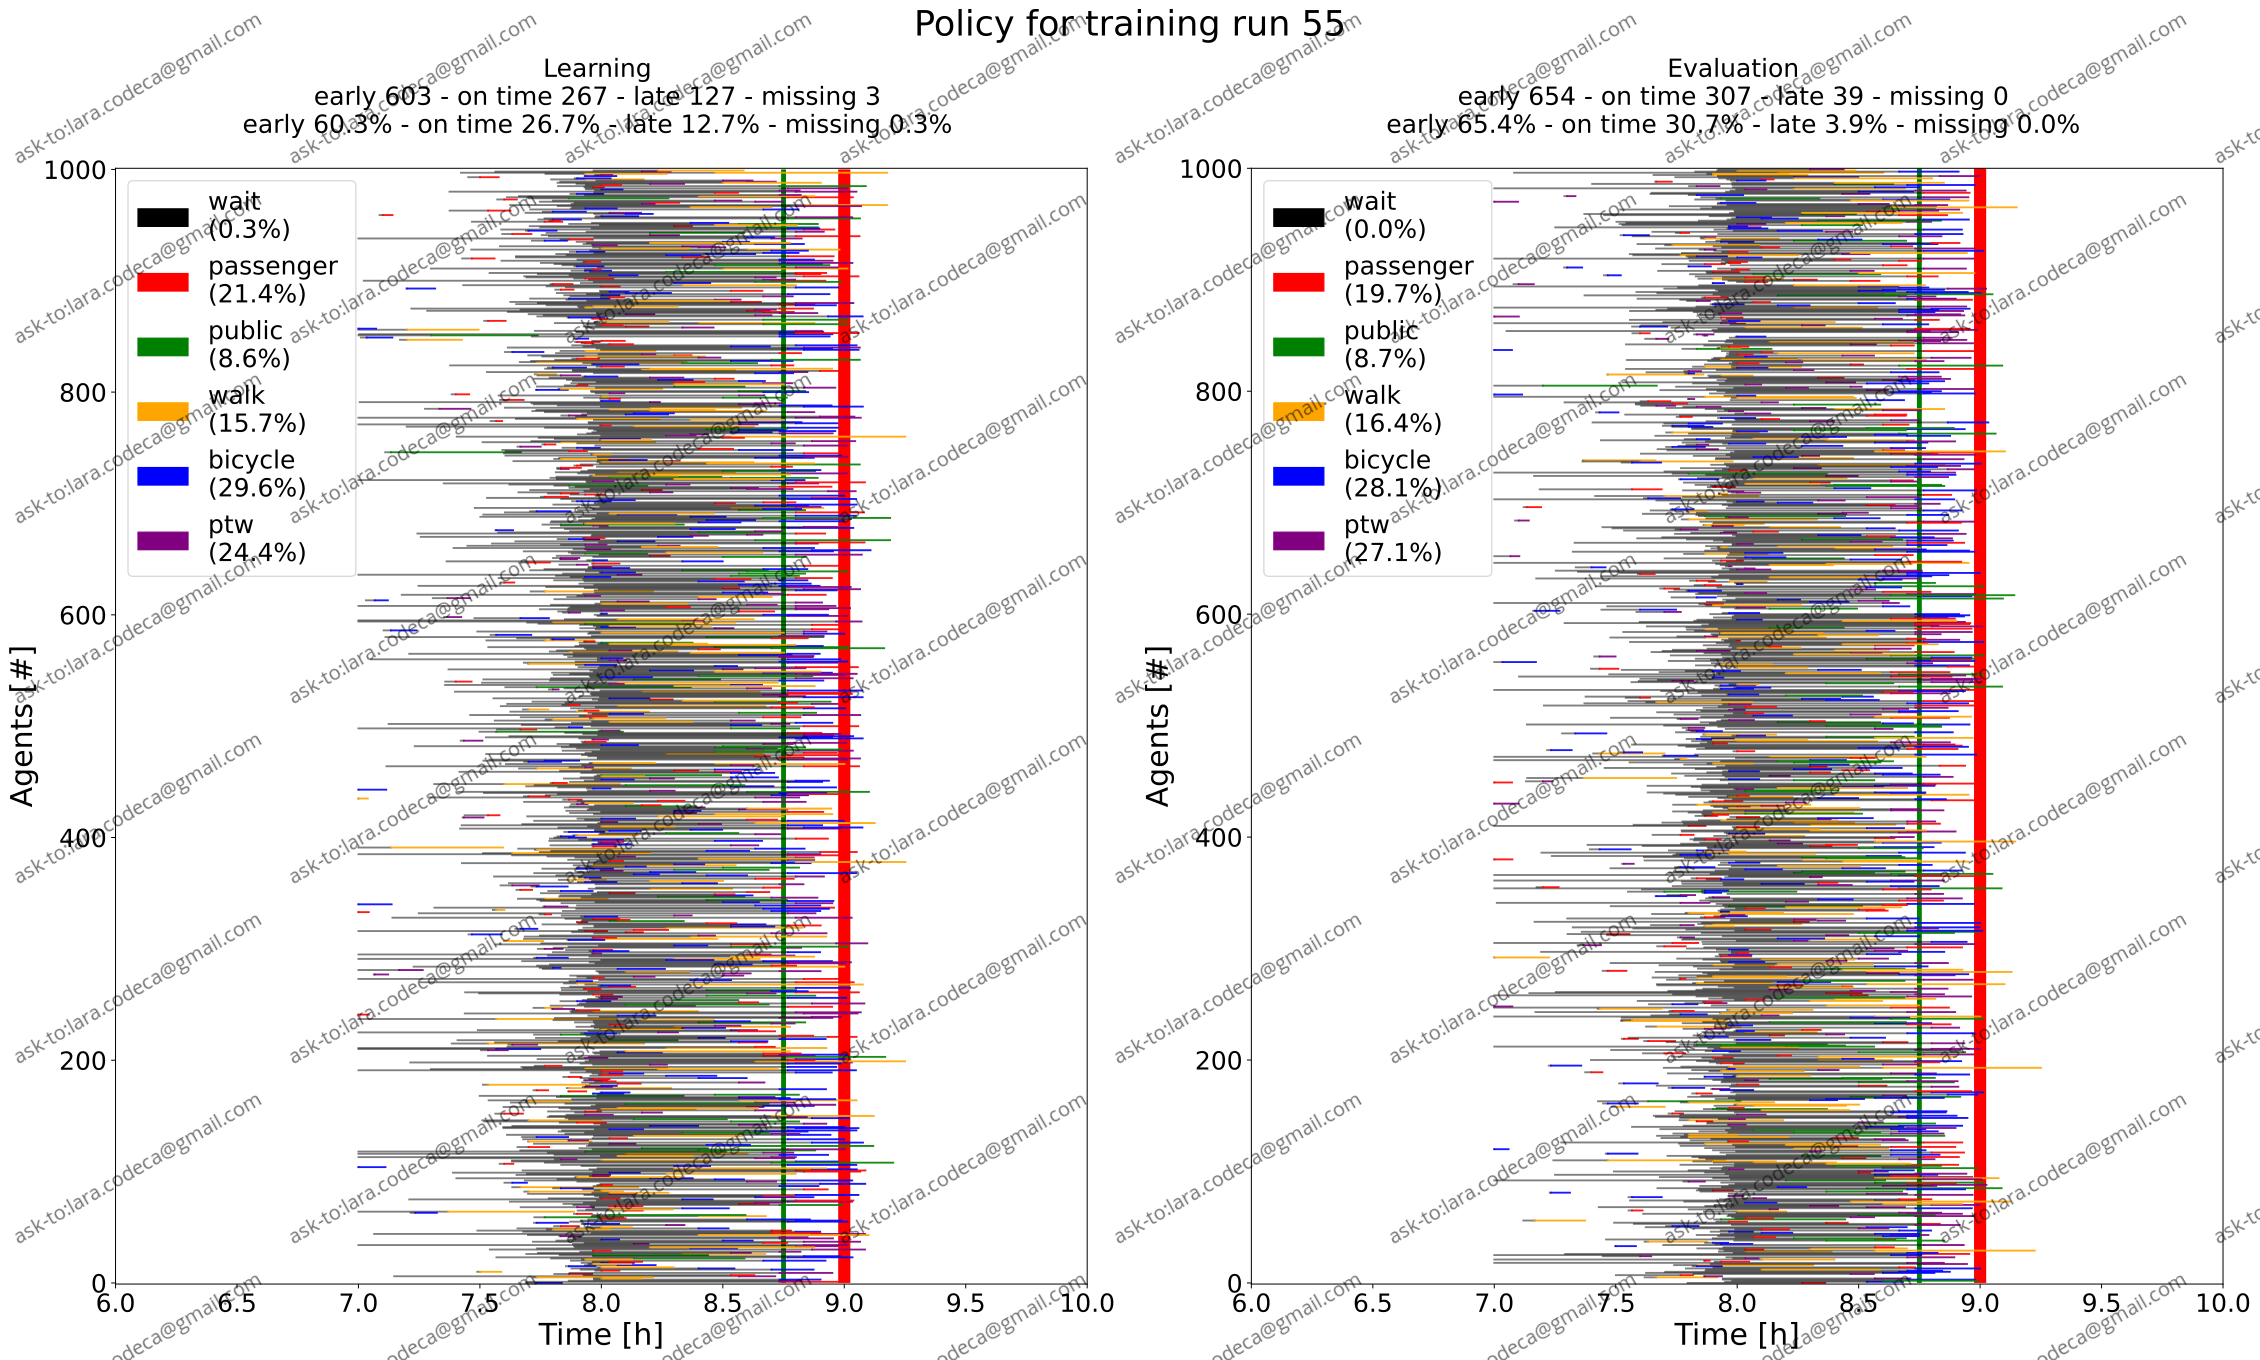 Policy for training run 55
Learning
early 603 - on time 267 - late 127 - missing 3
early 60.3% - on time 26.7% - late 12.7% - missing 0.3%
wait
(0.3%)
passenger
(21.4%)
public
(8.6%)
walk
(15.7%)
bicycle
(29.6%)
ptw
(24.4%)
Agents [#]
1000
800
600
400
200
0
6.0 6.5 7.0 7.5 8.0 8.5 9.0 9.5 10.0
Time [h]
Evaluation
early 654 - on time 307 - late 39 - missing 0
early 65.4% - on time 30.7% - late 3.9% - missing 0.0%
wait
(0.0%)
passenger
(19.7%)
public
(8.7%)
walk
(16.4%)
bicycle
(28.1%)
ptw
(27.1%)
Agents [#]
1000
800
600
400
200
0
6.0 6.5 7.0 7.5 8.0 8.5 9.0 9.5 10.0
Time [h]
ask-to:lara.codeca@gmail.com